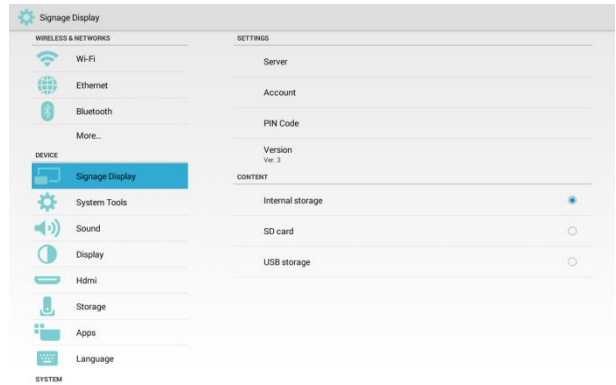 Signage Display
WIRELESS & NETWORKS
Wi-Fi
Ethernet
Bluetooth
More...
DEVICE
Signage Display
System Tools
Sound
Display
Hdmi
Storage
Apps
Language
SYSTEM
SETTINGS
Server
Account
PIN Code
Version
Ver. 3
CONTENT
Internal storage
SD card
USB storage